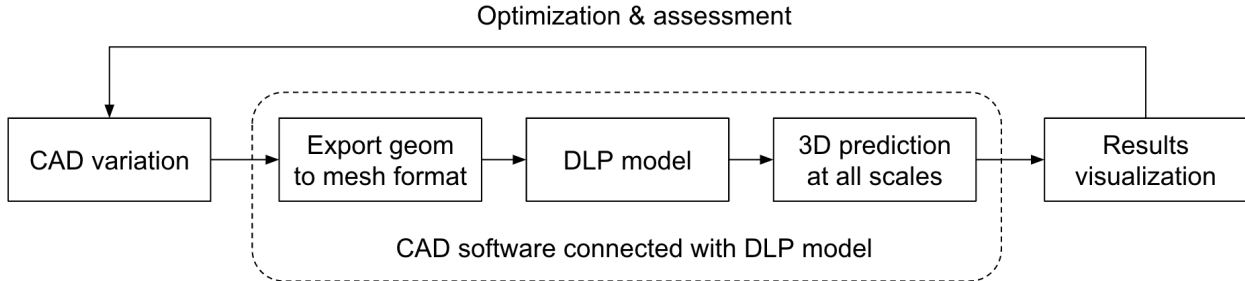 Optimization & assessment
CAD variation
Export geom
to mesh format
DLP model
3D prediction
at all scales
Results
visualization
CAD software connected with DLP model